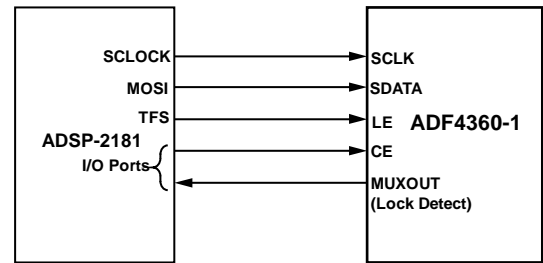 SCLOCK
MOSI
TFS
ADSP-2181
I/O Ports
SCLK
SDATA
LE
ADF4360-1
CE
MUXOUT
(Lock Detect)